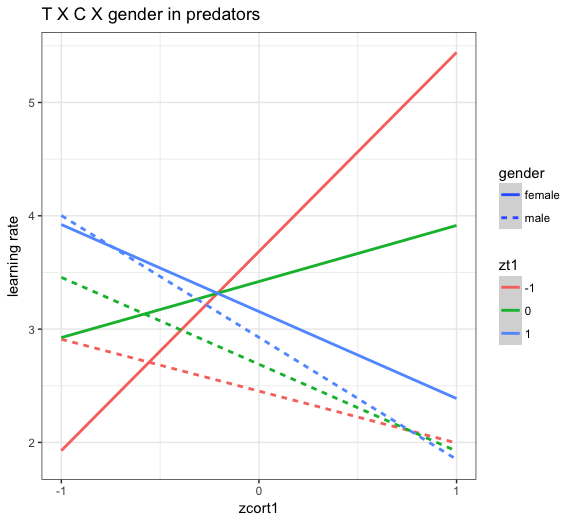 T X C X gender in predators
5
4
3
2
learning rate
-1
0
1
zcort1
gender
female
male
zt1
-1
0
1